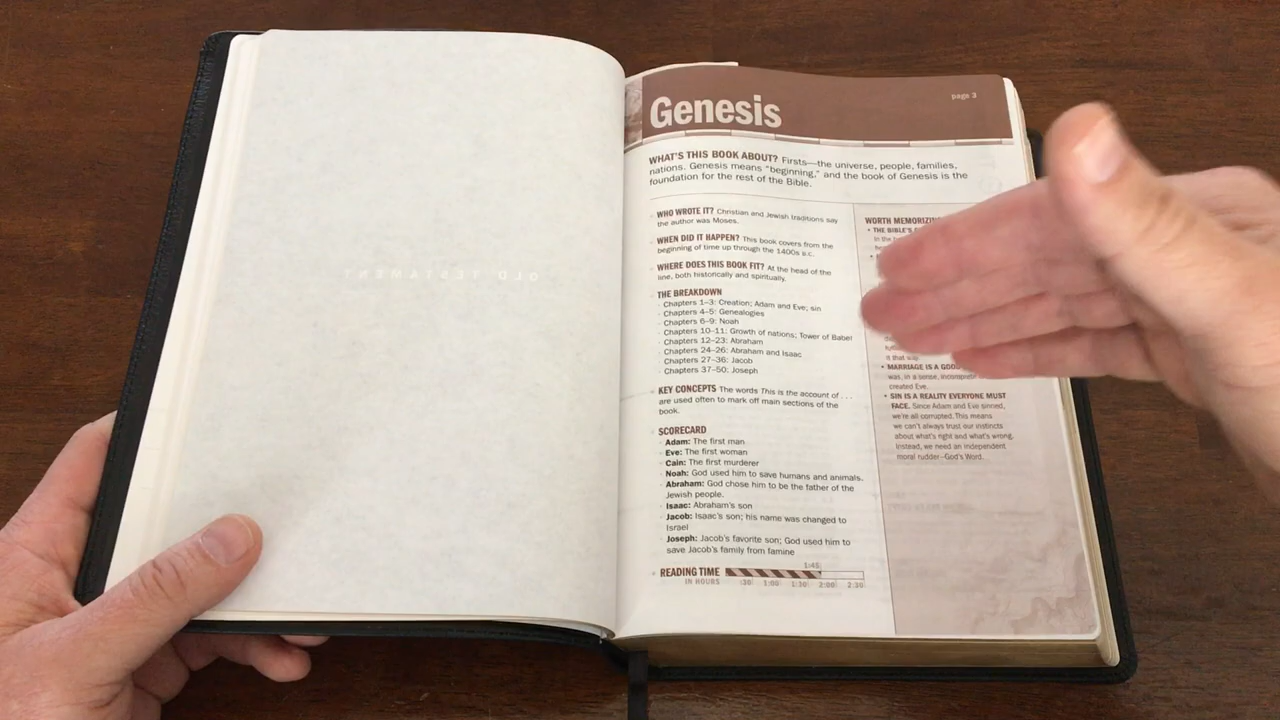 OLD TESTAMENT
Genesis
page 3
WHAT'S THIS BOOK ABOUT? Firsts—the universe, people, families,
nations. Genesis means "beginning," and the book of Genesis is the
foundation for the rest of the Bible.
WHO WROTE IT? Christian and Jewish traditions say
the author was Moses.
WHEN DID IT HAPPEN? This book covers from the
beginning of time up through the 1400s B.C.
WHERE DOES THIS BOOK FIT? At the head of the
line, both historically and spiritually.
THE BREAKDOWN
Chapters 1–3: Creation; Adam and Eve; sin
Chapters 4–5: Genealogies
Chapters 6–9: Noah
Chapters 10–11: Growth of nations; Tower of Babel
Chapters 12–23: Abraham
Chapters 24–26: Abraham and Isaac
Chapters 27–36: Jacob
Chapters 37–50: Joseph
KEY CONCEPTS The words This is the account of . . .
are used often to mark off main sections of the
book.
SCORECARD
Adam: The first man
Eve: The first woman
Cain: The first murderer
Noah: God used him to save humans and animals.
Abraham: God chose him to be the father of the
Jewish people.
Isaac: Abraham's son
Jacob: Isaac's son; his name was changed to
Israel
Joseph: Jacob's favorite son; God used him to
save Jacob's family from famine
READING TIME
IN HOURS
1:45
:30 1:00 1:30 2:00 2:30
WORTH
• THE BIBLE'S
In the
it that way.
• MARRIAGE IS A GOOD
was, in a sense, incomplete
created Eve.
• SIN IS A REALITY EVERYONE MUST
FACE. Since Adam and Eve sinned,
we're all corrupted. This means
we can't always trust our instincts
about what's right and what's wrong.
Instead, we need an independent
moral rudder—God's Word.